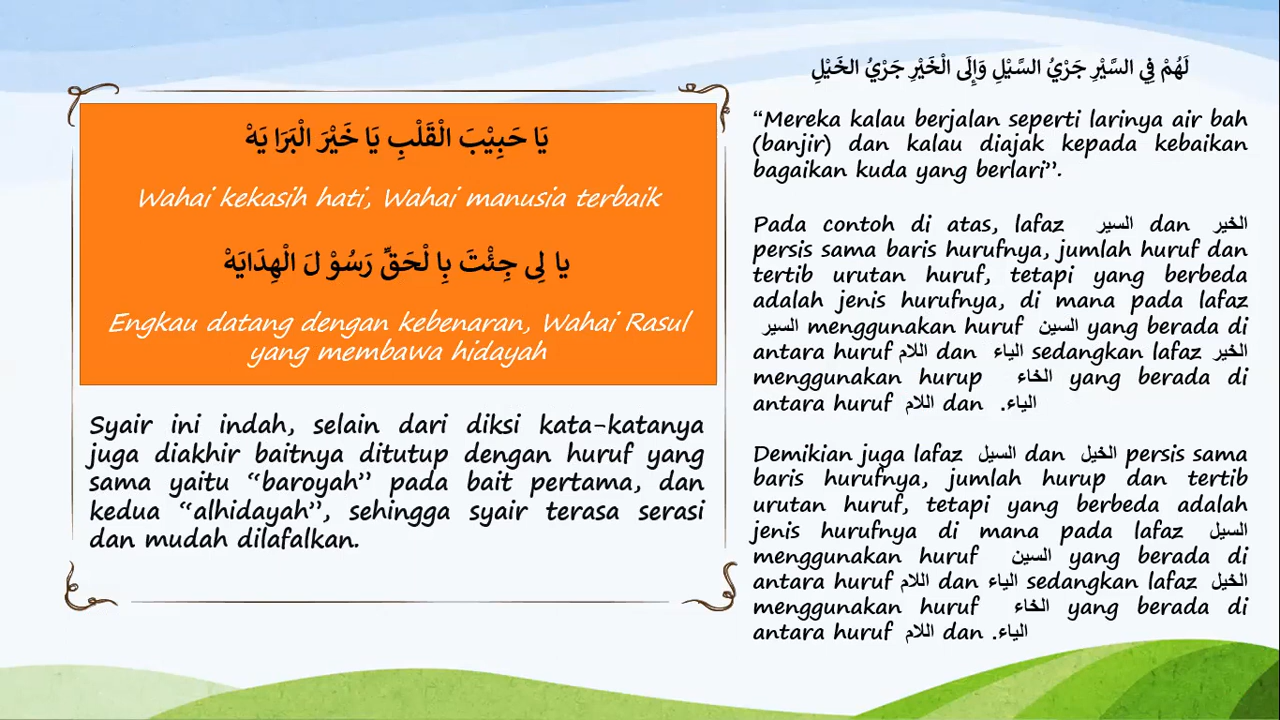 يَا حَبِيْبَ الْقَلْبِ يَا خَيْرَ الْبَرَا يَهْ
Wahai kekasih hati, Wahai manusia terbaik
يا لِى جِئْتَ بِا لْحَقِّ رَسُوْ لَ الْهِدَايَهْ
Engkau datang dengan kebenaran, Wahai Rasul
yang membawa hidayah
Syair ini indah, selain dari diksi kata-katanya
juga diakhir baitnya ditutup dengan huruf yang
sama yaitu “baroyah” pada bait pertama, dan
kedua “alhidayah”, sehingga syair terasa serasi
dan mudah dilafalkan.
لَهُمْ فِي السَّيْرِ جَرْيُ السَّيْلِ وَإِلَى الْخَيْرِ جَرْيُ الخَيْلِ
“Mereka kalau berjalan seperti larinya air bah
(banjir) dan kalau diajak kepada kebaikan
bagaikan kuda yang berlari”.
Pada contoh di atas, lafaz السير dan الخير
persis sama baris hurufnya, jumlah huruf dan
tertib urutan huruf, tetapi yang berbeda
adalah jenis hurufnya, di mana pada lafaz
السير menggunakan huruf السين yang berada di
antara huruf اللام dan الياء sedangkan lafaz الخير
menggunakan hurup الخاء yang berada di
antara huruf اللام dan الياء.
Demikian juga lafaz السيل dan الخيل persis sama
baris hurufnya, jumlah hurup dan tertib
urutan huruf, tetapi yang berbeda adalah
jenis hurufnya di mana pada lafaz السيل
menggunakan huruf السين yang berada di
antara huruf اللام dan الياء sedangkan lafaz الخيل
menggunakan huruf الخاء yang berada di
antara huruf اللام dan الياء.